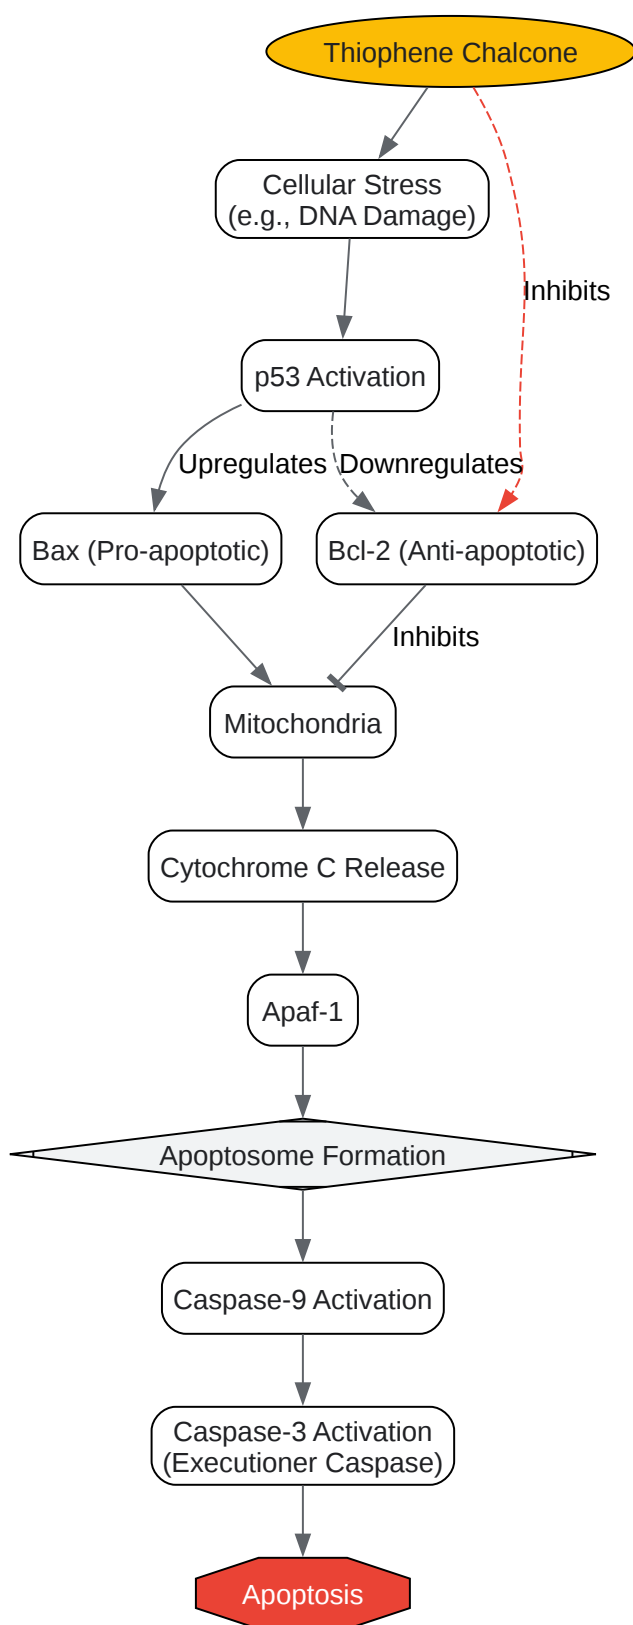 Thiophene Chalcone
Cellular Stress
(e.g., DNA Damage)
Inhibits
p53 Activation
Upregulates
Downregulates
Bax (Pro-apoptotic)
Bcl-2 (Anti-apoptotic)
Inhibits
Mitochondria
Cytochrome C Release
Apaf-1
Apoptosome Formation
Caspase-9 Activation
Caspase-3 Activation
(Executioner Caspase)
Apoptosis